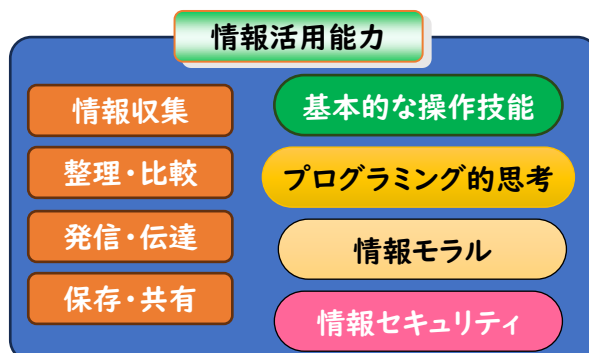 情報活用能力
情報収集
整理・比較
発信・伝達
保存・共有
基本的な操作技能
プログラミング的思考
情報モラル
情報セキュリティ